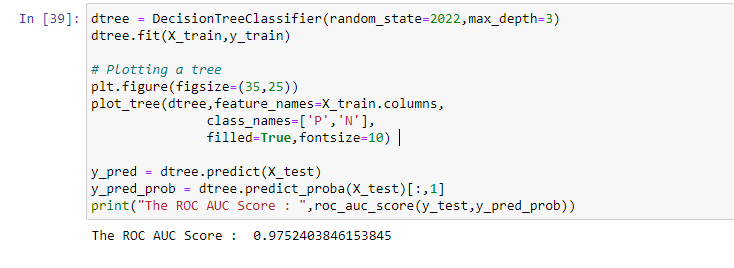 In [39]: dtree = DecisionTreeClassifier(random_state=2022,max_depth=3)
dtree.fit(X_train,y_train)
# Plotting a tree
plt.figure(figsize=(35,25))
plot_tree(dtree,feature_names=X_train.columns,
class_names=['P','N'],
filled=True,fontsize=10)
y_pred = dtree.predict(X_test)
y_pred_prob = dtree.predict_proba(X_test)[:,1]
print("The ROC AUC Score : ",roc_auc_score(y_test,y_pred_prob))
The ROC AUC Score :  0.9752403846153845